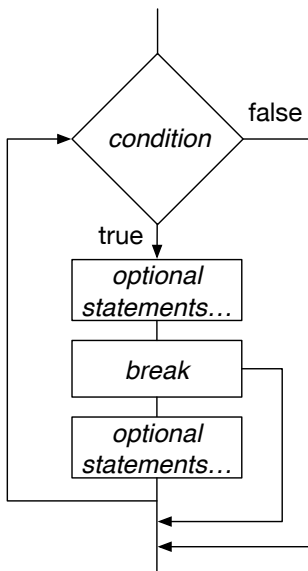 condition
false
true
optional
statements…
break
optional
statements…